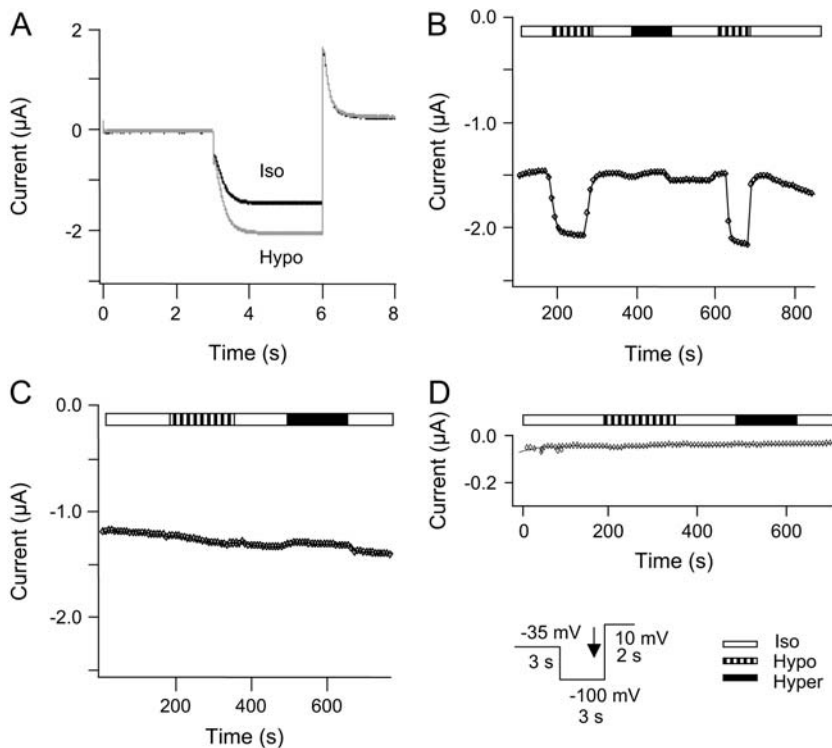 A
2
0
-2
Current (µA)
Iso
Hypo
0
2
4
6
8
Time (s)
B
0.0
-1.0
-2.0
Current (µA)
200
400
600
800
Time (s)
C
0.0
-1.0
-2.0
Current (µA)
200
400
600
Time (s)
D
0.0
-0.2
Current (µA)
0
200
400
600
Time (s)
-35 mV
3 s
10 mV
2 s
-100 mV
3 s
Iso
Hypo
Hyper